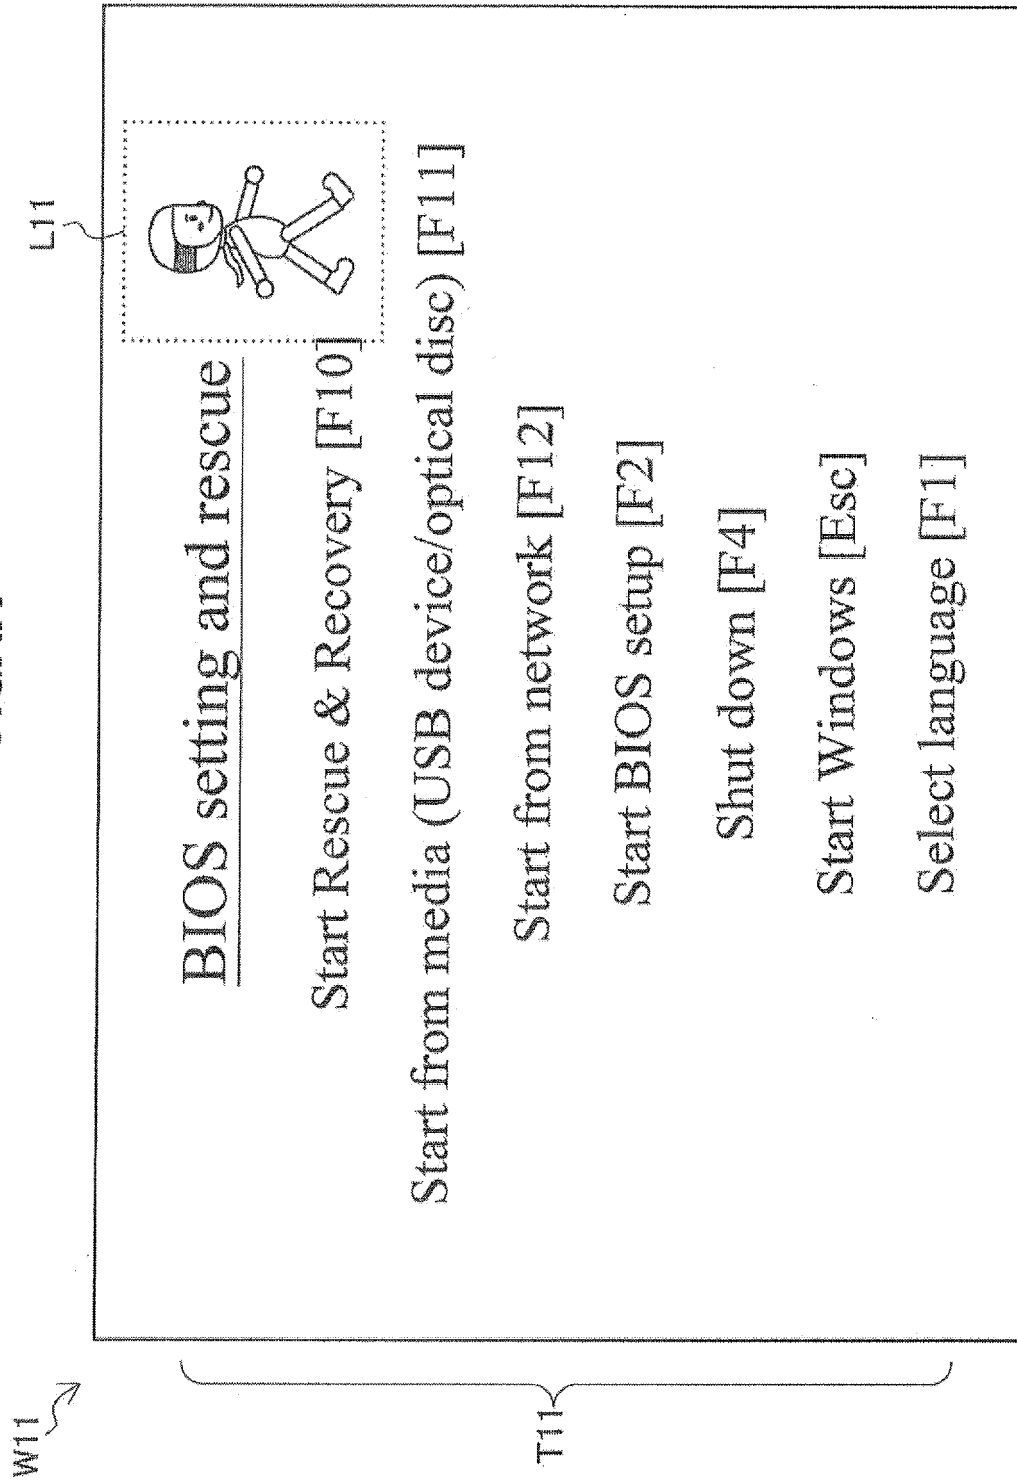 W11
L11
BIOS setting and rescue
Start Rescue & Recovery [F10]
Start from media (USB device/optical disc) [F11]
Start from network [F12]
Start BIOS setup [F2]
Shut down [F4]
Start Windows [Esc]
Select language [F1]
T11